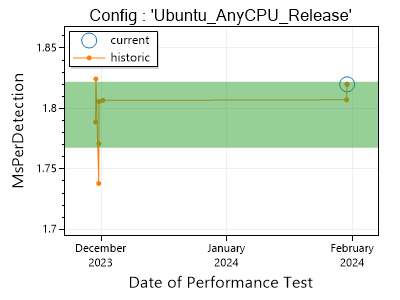 Config : 'Ubuntu_AnyCPU_Release'
current
historic
1.85
1.8
1.75
1.7
MsPerDetection
December
2023
January
2024
February
2024
Date of Performance Test